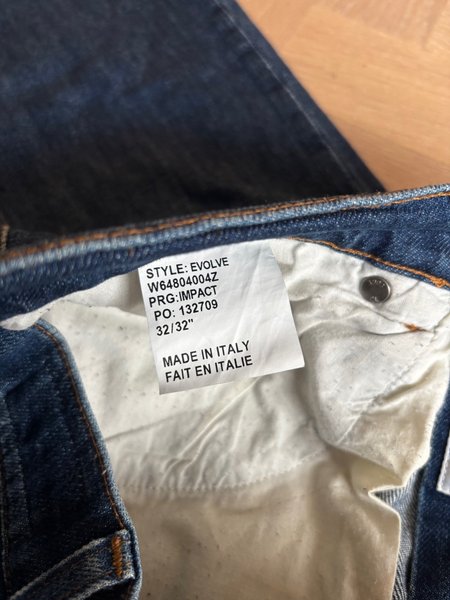 STYLE: EVOLVE
W64804004Z
PRG:IMPACT
PO: 132709
32/32"
MADE IN ITALY
FAIT EN ITALIE